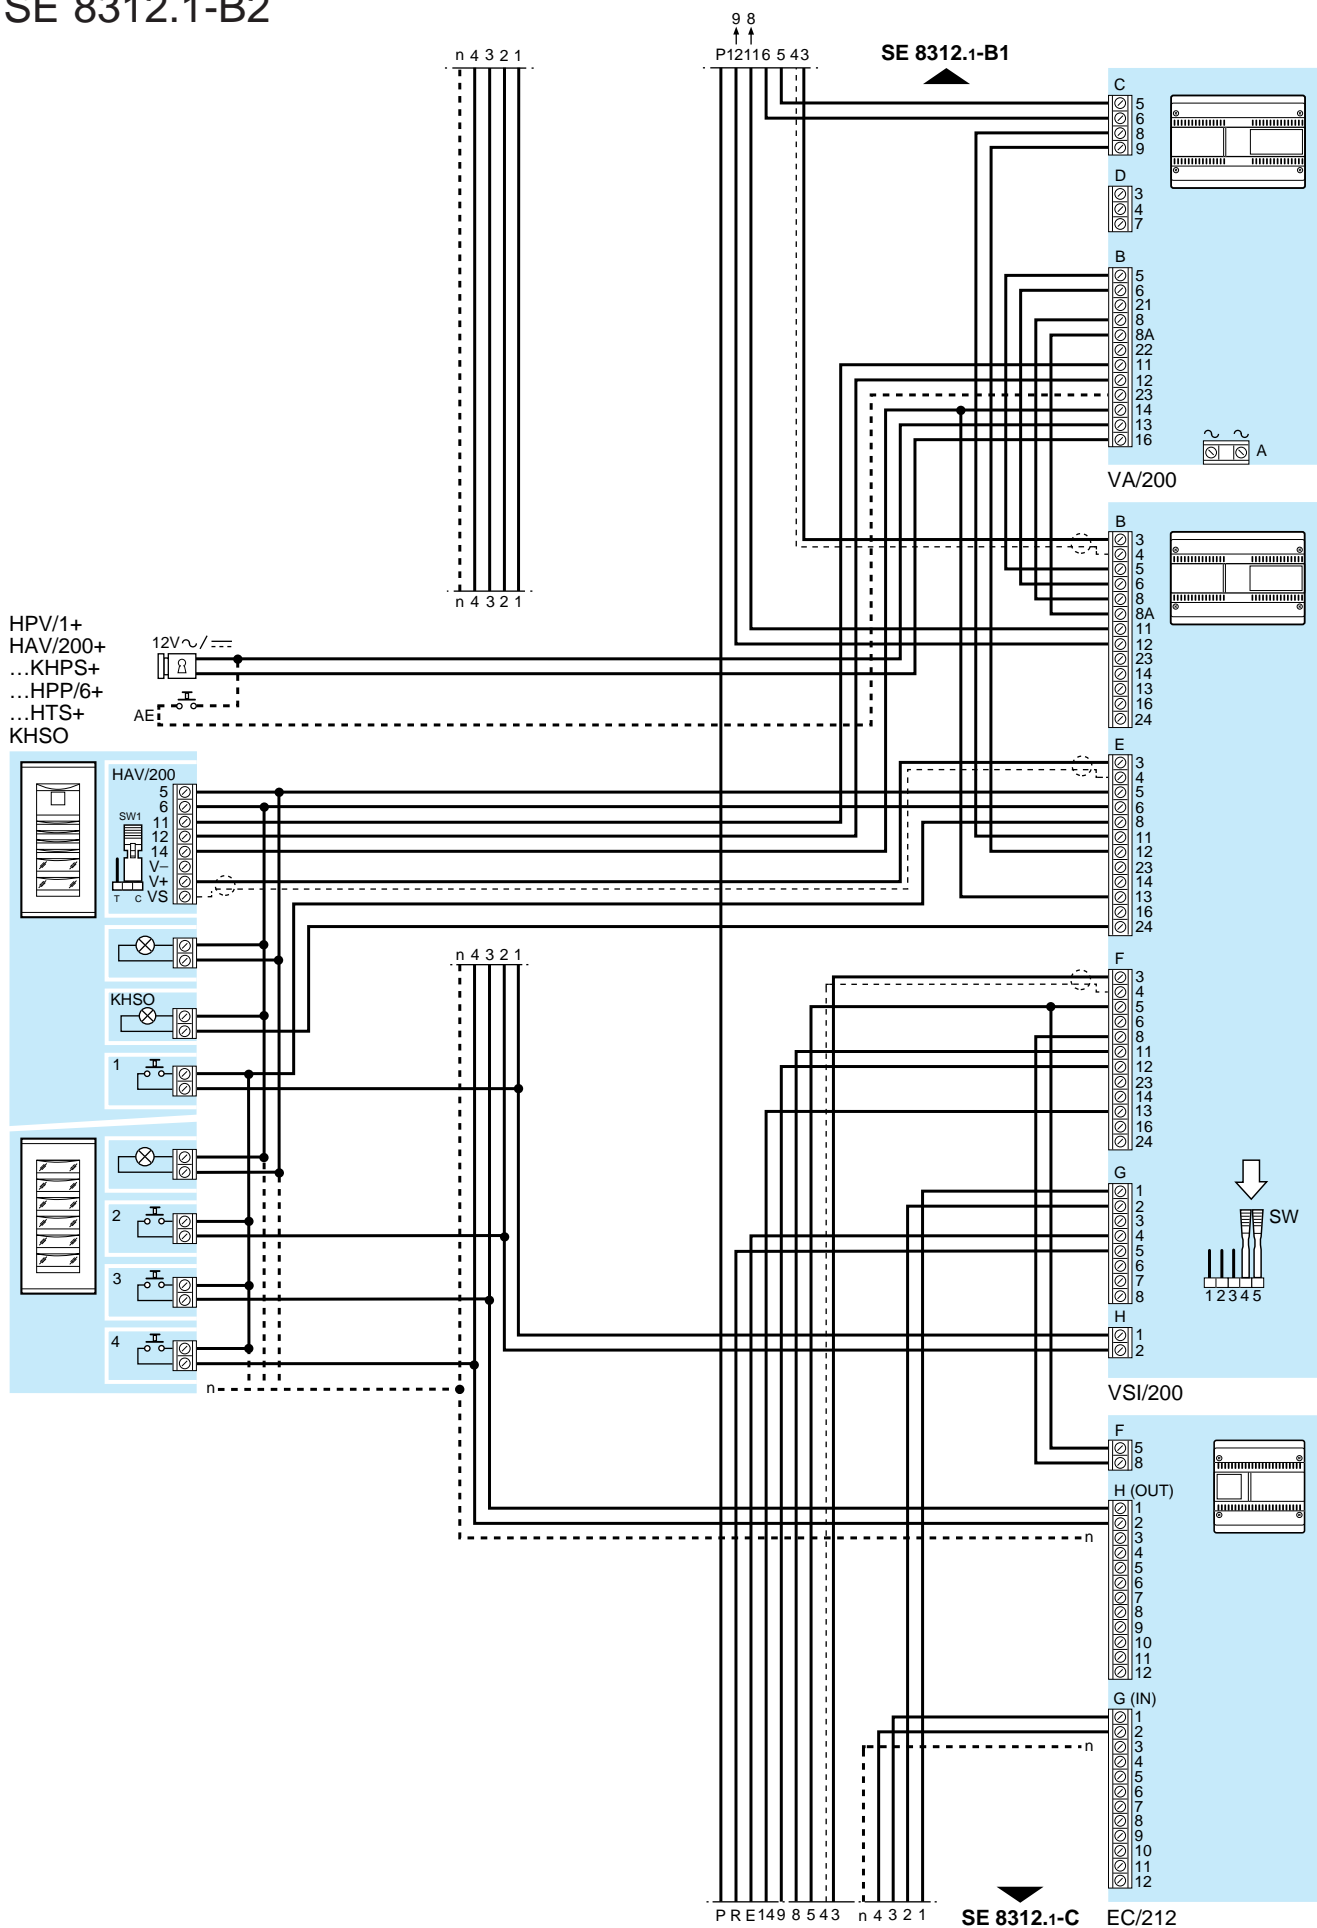 SE 8312.1-B2
9 8
n 4 3 2 1
P 12 11 6 5 4 3
SE 8312.1-B1
C
5
6
8
9
D
3
4
7
B
5
6
21
8
8A
22
11
12
23
14
13
16
A
VA/200
B
3
4
5
6
8
8A
11
12
23
14
13
16
24
n 4 3 2 1
HPV/1+
HAV/200+
...KHPS+
...HPP/6+
...HTS+
KHSO
12V∼/
AE
E
3
4
5
6
8
11
12
23
14
13
16
24
HAV/200
5
6
SW1
11
12
14
V–
V+
T C VS
n 4 3 2 1
KHSO
1
2
3
4
n
F
3
4
5
6
8
11
12
23
14
13
16
24
G
1
2
3
4
5
6
7
8
SW
1 2 3 4 5
H
1
2
VSI/200
F
5
8
H (OUT)
1
2
n 3
4
5
6
7
8
9
10
11
12
G (IN)
1
2
n 3
4
5
6
7
8
9
10
11
12
P R E 14 9 8 5 4 3 n 4 3 2 1
SE 8312.1-C
EC/212